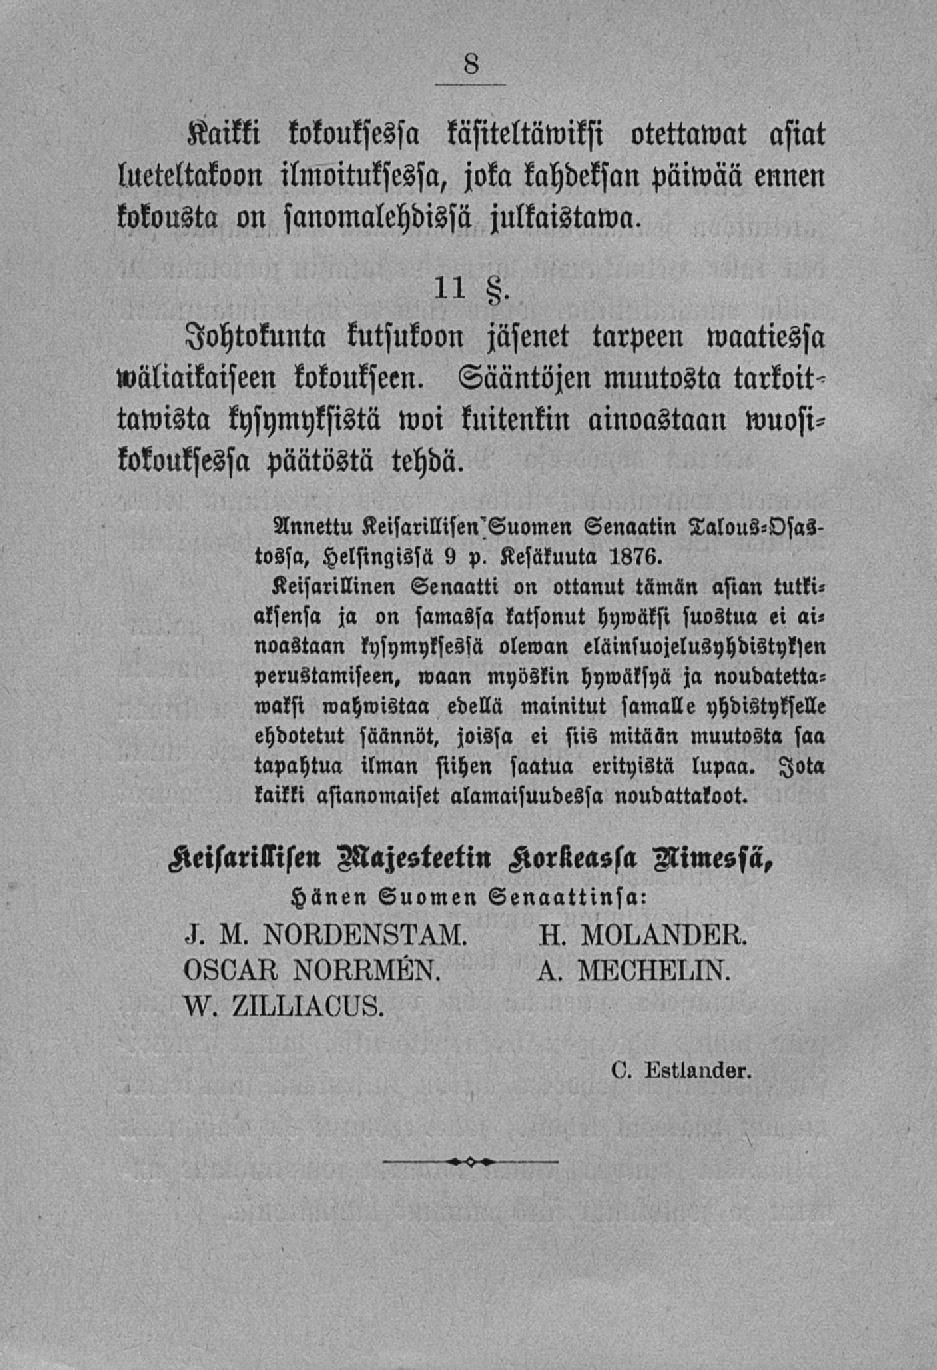 8
Kaikki kokouksessa käsiteltäwiksi otettawat asiat
lueteltakoon ilmoituksessa, joka kahdeksan päiwää ennen
kokousta on sanomalehdissä julkaistawa.
11 §.
Johtokunta kutsukoon jäsenet tarpeen waatiessa
wäliaikaiseen kokoukseen. Sääntöjen muutosta tarkoit-
tawista kysymyksistä woi kuitenkin ainoastaan wuosi-
kokouksessa päätöstä tehdä.
Annettu Keisarillisen Suomen Senaatin Talous-Osas-
tossa, Helsingissä 9 p. Kesäkuuta 1876.
Keisarillinen Senaatti on ottanut tämän asian tutki-
aksensa ja on samassa katsonut hywäksi suostua ei ai-
noastaan kysymyksessä olewan eläinsuojelusyhdistyksen
perustamiseen, waan myöskin hywäksyä ja noudatetta-
waksi wahwistaa edellä mainitut samalle yhdistykselle
ehdotetut säännöt, joissa ei siis mitään muutosta saa
tapahtua ilman siihen saatua erityistä lupaa. Jota
kaikki asianomaiset alamaisuudessa noudattakoot.
Keisarillisen Majesteetin Korkeassa Nimessä,
Hänen Suomen Senaattinsa:
J. M. NORDENSTAM. H. MOLANDER.
OSCAR NORRMÉN. A. MECHELIN.
W. ZILLIACUS.
C. Estlander.